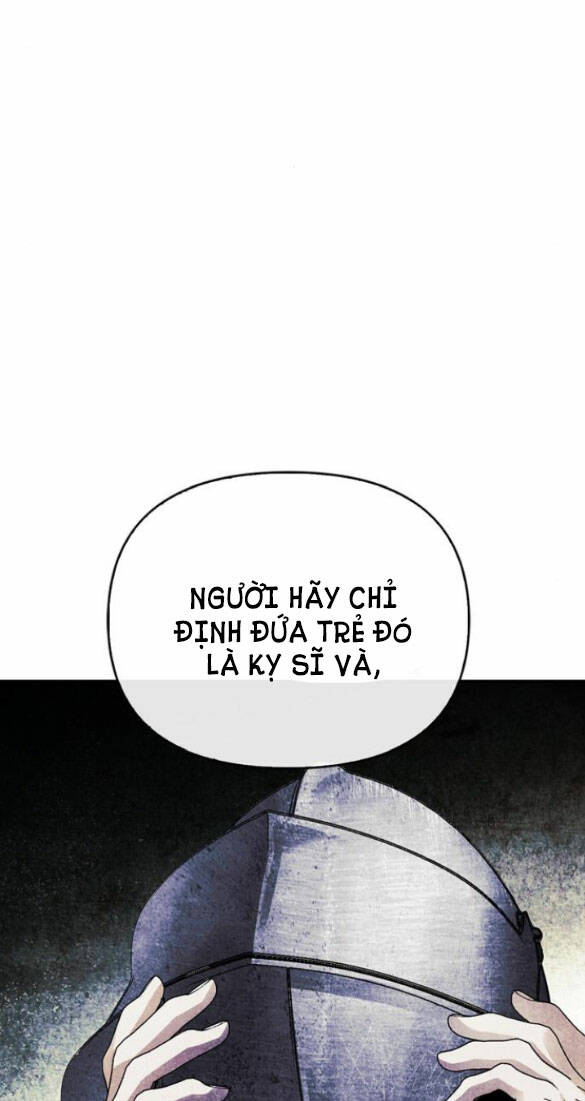 NGƯỜI HÃY CHỈ
ĐỊNH ĐỨA TRẺ ĐÓ
LÀ KỴ SĨ VÀ,